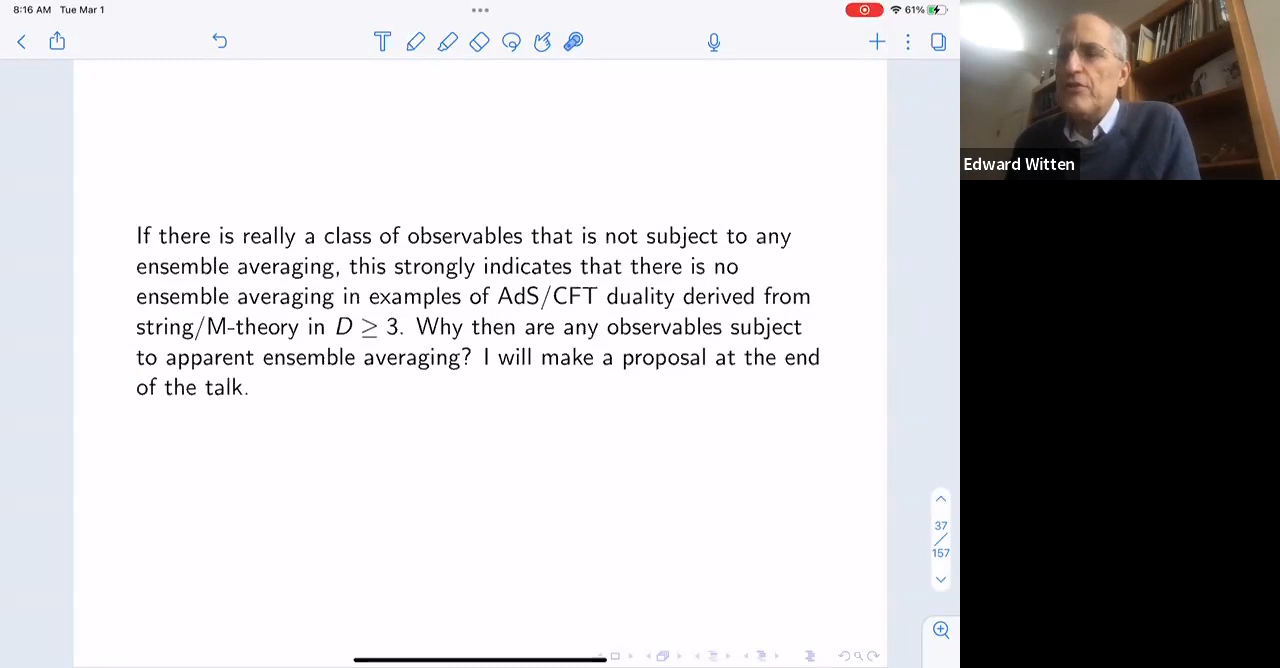 8:16 AM Tue Mar 1
61%
If there is really a class of observables that is not subject to any
ensemble averaging, this strongly indicates that there is no
ensemble averaging in examples of AdS/CFT duality derived from
string/M-theory in D ≥ 3. Why then are any observables subject
to apparent ensemble averaging? I will make a proposal at the end
of the talk.
37
/
157
Edward Witten